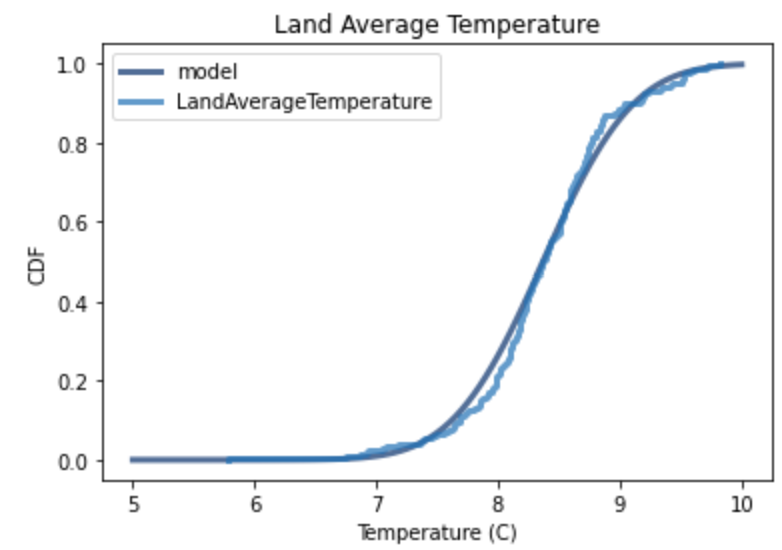 Land Average Temperature
model
LandAverageTemperature
1.0
0.8
0.6
0.4
0.2
0.0
CDF
5 6 7 8 9 10
Temperature (C)